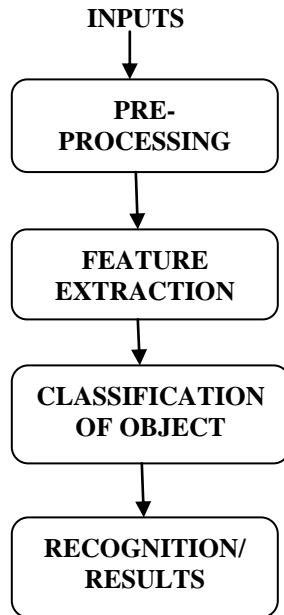 INPUTS
PRE-
PROCESSING
FEATURE
EXTRACTION
CLASSIFICATION
OF OBJECT
RECOGNITION/
RESULTS